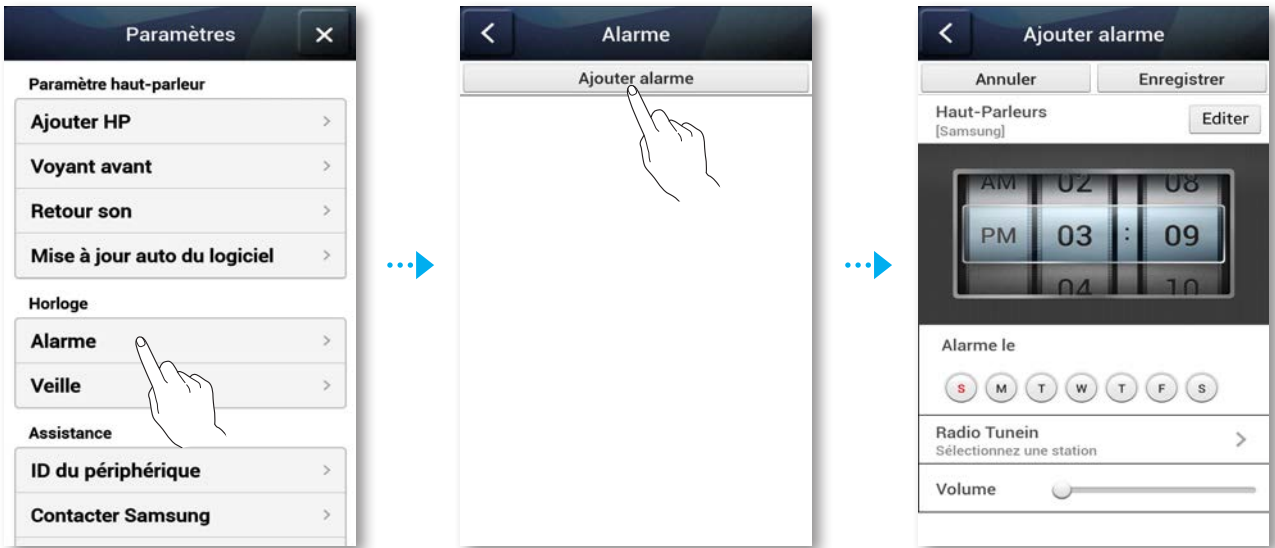 Paramètres
Paramètre haut-parleur
Ajouter HP
Voyant avant
Retour son
Mise à jour auto du logiciel
Horloge
Alarme
Veille
Assistance
ID du périphérique
Contacter Samsung
Alarme
Ajouter alarme
Ajouter alarme
Annuler Enregistrer
Haut-Parleurs
[Samsung]
Editer
AM 02 08
PM 03 : 09
04 10
Alarme le
S M T W T F S
Radio Tunein
Sélectionnez une station
Volume